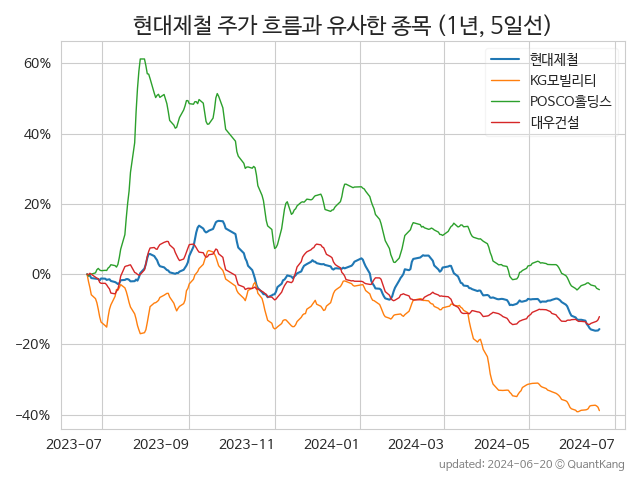 현대제철 주가 흐름과 유사한 종목 (1년, 5일선)
현대제철
KG모빌리티
POSCO홀딩스
대우건설
60%
40%
20%
0%
−20%
−40%
2023-07 2023-09 2023-11 2024-01 2024-03 2024-05 2024-07
updated: 2024-06-20 © QuantKang